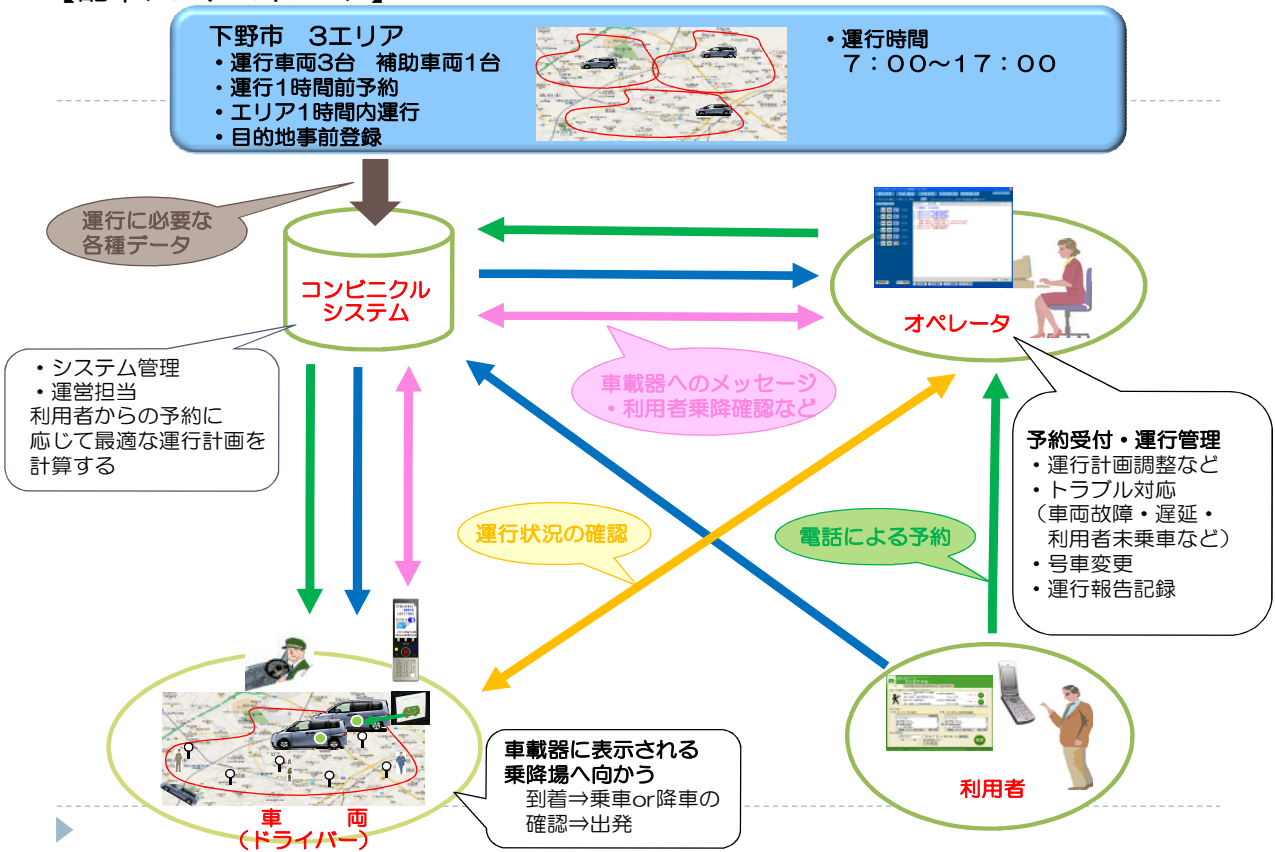 下野市 3エリア
・運行車両3台 補助車両1台
・運行1時間前予約
・エリア1時間内運行
・目的地事前登録
・運行時間
7：00～17：00
運行に必要な
各種データ
コンビニクル
システム
オペレータ
・システム管理
・運営担当
利用者からの予約に
応じて最適な運行計画を
計算する
車載器へのメッセージ
・利用者乗降確認など
予約受付・運行管理
・運行計画調整など
・トラブル対応
（車両故障・遅延・
利用者未乗車など）
・号車変更
・運行報告記録
運行状況の確認
電話による予約
車載器に表示される
乗降場へ向かう
到着⇒乗車or降車の
確認⇒出発
車 両
（ドライバー）
コンビニクル
利用者